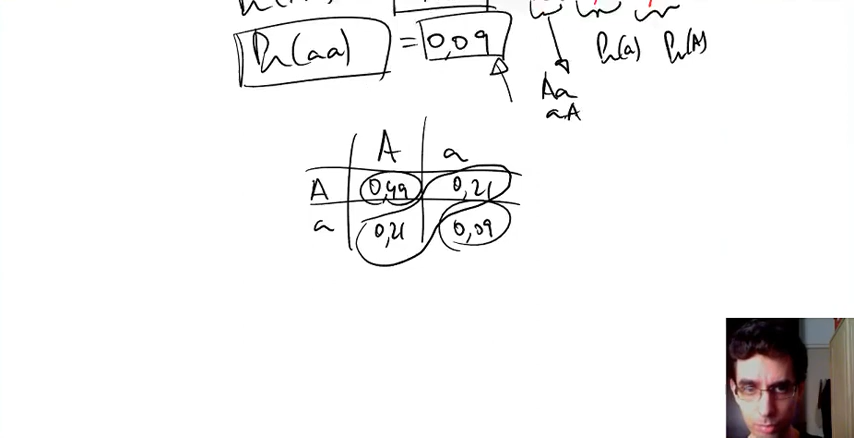 Pr(aa) = 0,09
Pr(a) Pr(A)
Aa
aA
A a
A 0,49 0,21
a 0,21 0,09